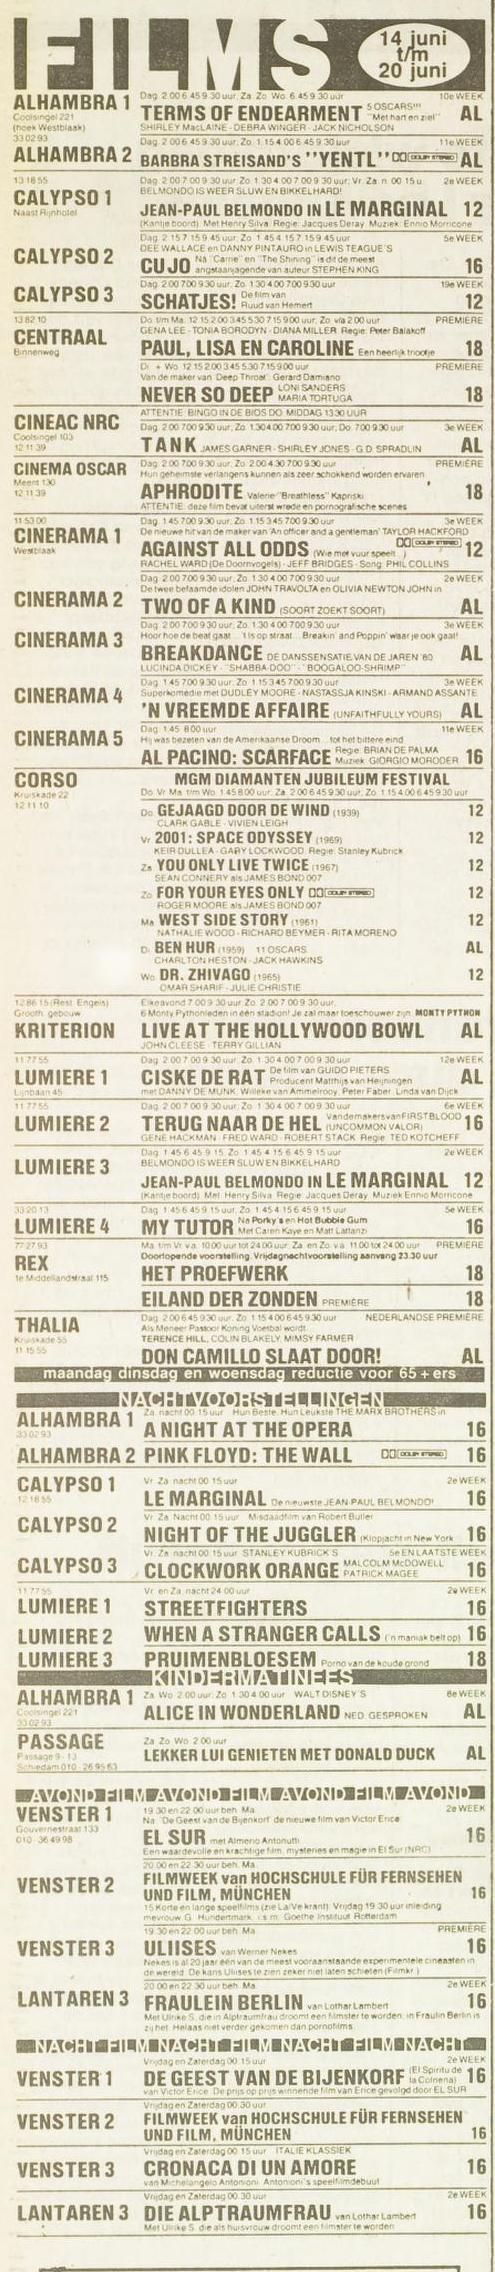 FILMS
14 juni
t/m
20 juni
ALHAMBRA 1
Coolsingel 221
(hoek Westblaak)
33 02 93
Dag. 2.00 6.45 9.30 uur; Za. Zo. Wo. 6.45 9.30 uur 10e WEEK
TERMS OF ENDEARMENT 5 OSCARS!!! "Met hart en ziel" AL
SHIRLEY MacLAINE - DEBRA WINGER - JACK NICHOLSON
Dag. 2.00 6.45 9.30 uur; Zo. 1.15 4.00 6.45 9.30 uur 11e WEEK
ALHAMBRA 2 BARBRA STREISAND'S "YENTL" DOLBY STEREO AL
13 18 55
CALYPSO 1
Naast Rijnhotel
Dag. 2.00 7.00 9.30 uur; Zo. 1.30 4.00 7.00 9.30 uur; Vr. Za. n. 00.15 u. 2e WEEK
BELMONDO IS WEER SLUW EN BIKKELHARD!
JEAN-PAUL BELMONDO in LE MARGINAL 12
(Kantje boord). Met Henry Silva. Regie: Jacques Deray. Muziek: Ennio Morricone
CALYPSO 2
Dag. 2.15 7.15 9.45 uur; Zo. 1.45 4.15 7.15 9.45 uur 5e WEEK
DEE WALLACE en DANNY PINTAURO in LEWIS TEAGUE'S
CUJO Na "Carrie" en "The Shining" is dit de meest angstaanjagende van auteur STEPHEN KING 16
CALYPSO 3
Dag. 2.00 7.00 9.30 uur; Zo. 1.30 4.00 7.00 9.30 uur 19e WEEK
SCHATJES! De film van Ruud van Hemert 12
13 82 10
CENTRAAL
Binnenweg
Do. t/m Ma. 12.15 2.00 3.45 5.30 7.15 9.00 uur; Zo. v/a 2.00 uur PREMIERE
GENA LEE - TONIA BORODYN - DIANA MILLER. Regie: Peter Balakoff
PAUL, LISA EN CAROLINE Een heerlijk triootje 18
Di. + Wo. 12.15 2.00 3.45 5.30 7.15 9.00 uur PREMIERE
Van de maker van 'Deep Throat': Gerard Damiano
NEVER SO DEEP LONI SANDERS MARIA TORTUGA 18
CINEAC NRC
Coolsingel 103
12 11 39
ATTENTIE: BINGO IN DE BIOS DO. MIDDAG 13.30 UUR
Dag. 2.00 7.00 9.30 uur; Zo. 1.30 4.00 7.00 9.30 uur; Do. 7.00 9.30 uur 3e WEEK
TANK JAMES GARNER - SHIRLEY JONES - G.D. SPRADLIN AL
CINEMA OSCAR
Meent 130
12 11 39
Dag. 2.00 7.00 9.30 uur; Zo. 2.00 4.30 7.00 9.30 uur PREMIÈRE
Hun geheimste verlangens kunnen als zeer schokkend worden ervaren
APHRODITE Valerie "Breathless" Kapriski 18
ATTENTIE: deze film bevat uiterst wrede en pornografische scenes
11 53 00
CINERAMA 1
Westblaak
Dag. 1.45 7.00 9.30 uur; Zo. 1.15 3.45 7.00 9.30 uur 3e WEEK
De nieuwe hit van de maker van 'An officer and a gentleman' TAYLOR HACKFORD
DOLBY STEREO
AGAINST ALL ODDS (Wie met vuur speelt...) 12
RACHEL WARD (De Doornvogels) - JEFF BRIDGES - Song: PHIL COLLINS
CINERAMA 2
Dag. 2.00 7.00 9.30 uur; Zo. 1.30 4.00 7.00 9.30 uur 2e WEEK
De twee befaamde idolen JOHN TRAVOLTA en OLIVIA NEWTON JOHN in
TWO OF A KIND (SOORT ZOEKT SOORT) AL
CINERAMA 3
Dag. 2.00 7.00 9.30 uur; Zo. 1.30 4.00 7.00 9.30 uur 3e WEEK
Hoor hoe de beat gaat... 't Is op straat... Breakin' and Poppin' waar je ook gaat!
BREAKDANCE DE DANSSENSATIE VAN DE JAREN '80 AL
LUCINDA DICKEY - "SHABBA-DOO" - "BOOGALOO-SHRIMP"
CINERAMA 4
Dag. 1.45 7.00 9.30 uur; Zo. 1.15 3.45 7.00 9.30 uur 3e WEEK
Superkomedie met DUDLEY MOORE - NASTASSJA KINSKI - ARMAND ASSANTE
'N VREEMDE AFFAIRE (UNFAITHFULLY YOURS) AL
CINERAMA 5
Dag. 1.45 8.00 uur 11e WEEK
Hij was bezeten van de Amerikaanse Droom... tot het bittere eind
AL PACINO: SCARFACE Regie: BRIAN DE PALMA Muziek: GIORGIO MORODER 16
CORSO
Kruiskade 22
12 11 10
MGM DIAMANTEN JUBILEUM FESTIVAL
Do. Vr. Ma. t/m Wo. 1.45 8.00 uur; Za. 2.00 6.45 9.30 uur; Zo. 1.15 4.00 6.45 9.30 uur
Do. GEJAAGD DOOR DE WIND (1939) 12
CLARK GABLE - VIVIEN LEIGH
Vr. 2001: SPACE ODYSSEY (1969) 12
KEIR DULLEA - GARY LOCKWOOD. Regie: Stanley Kubrick
Za. YOU ONLY LIVE TWICE (1967) 12
SEAN CONNERY als JAMES BOND 007
Zo. FOR YOUR EYES ONLY DOLBY STEREO 12
ROGER MOORE als JAMES BOND 007
Ma. WEST SIDE STORY (1961) 12
NATHALIE WOOD - RICHARD BEYMER - RITA MORENO
Di. BEN HUR (1959) 11 OSCARS AL
CHARLTON HESTON - JACK HAWKINS
Wo. DR. ZHIVAGO (1965) 12
OMAR SHARIF - JULIE CHRISTIE
12 86 15 (Rest. Engels)
Grooth. gebouw
KRITERION
Elke avond 7.00 9.30 uur. Zo. 2.00 7.00 9.30 uur.
6 Monty Python leden in één stadion! Je zal maar toeschouwer zijn. MONTY PYTHON
LIVE AT THE HOLLYWOOD BOWL AL
JOHN CLEESE - TERRY GILLIAN
11 77 55
LUMIERE 1
Lijnbaan 45
Dag. 2.00 7.00 9.30 uur; Zo. 1.30 4.00 7.00 9.30 uur 12e WEEK
CISKE DE RAT De film van GUIDO PIETERS Producent Matthijs van Heijningen AL
met DANNY DE MUNK. Willeke van Ammelrooy, Peter Faber, Linda van Dijck
11 77 55
LUMIERE 2
Dag. 2.00 7.00 9.30 uur; Zo. 1.30 4.00 7.00 9.30 uur 6e WEEK
TERUG NAAR DE HEL Van de makers van FIRST BLOOD (UNCOMMON VALOR) 16
GENE HACKMAN - FRED WARD - ROBERT STACK. Regie: TED KOTCHEFF
LUMIERE 3
Dag. 1.45 6.45 9.15; Zo. 1.45 4.15 6.45 9.15 uur 2e WEEK
BELMONDO IS WEER SLUW EN BIKKELHARD
JEAN-PAUL BELMONDO in LE MARGINAL 12
(Kantje boord). Met: Henry Silva. Regie: Jacques Deray. Muziek Ennio Morricone
33 20 13
LUMIERE 4
Dag. 1.45 6.45 9.15 uur; Zo. 1.45 4.15 6.45 9.15 uur 5e WEEK
MY TUTOR Na Porky's en Hot Bubble Gum Met Caren Kaye en Matt Lattanzi 16
77 27 93
REX
1e Middellandstraat 115
Ma. t/m Vr. v.a. 10.00 uur tot 24.00 uur; Za. en Zo. v.a. 11.00 tot 24.00 uur PREMIERE
Doorlopende voorstelling. Vrijdagnachtvoorstelling aanvang 23.30 uur
HET PROEFWERK 18
EILAND DER ZONDEN PREMIÈRE 18
THALIA
Kruiskade 55
11 15 55
Dag. 2.00 6.45 9.30 uur; Zo. 1.15 4.00 6.45 9.30 uur NEDERLANDSE PREMIÈRE
Als Meneer Pastoor Koning Voetbal wordt...
TERENCE HILL, COLIN BLAKELY, MIMSY FARMER
DON CAMILLO SLAAT DOOR! AL
maandag dinsdag en woensdag reductie voor 65 + ers
NACHTVOORSTELLINGEN
ALHAMBRA 1
33 02 93
Za. nacht 00.15 uur Hun Beste, Hun Leukste THE MARX BROTHERS in
A NIGHT AT THE OPERA 16
ALHAMBRA 2 PINK FLOYD: THE WALL DOLBY STEREO 16
CALYPSO 1
12 18 55
Vr. Za. nacht 00.15 uur 2e WEEK
LE MARGINAL De nieuwste JEAN-PAUL BELMONDO! 16
CALYPSO 2
Vr. Za. Nacht 00.15 uur Misdaadfilm van Robert Butler
NIGHT OF THE JUGGLER (Klopjacht in New York 16
CALYPSO 3
Vr. Za. nacht 00.15 uur STANLEY KUBRICK'S 5e EN LAATSTE WEEK
CLOCKWORK ORANGE MALCOLM McDOWELL PATRICK MAGEE 16
11 77 55
LUMIERE 1
Vr. en Za. nacht 24.00 uur 2e WEEK
STREETFIGHTERS 16
LUMIERE 2 WHEN A STRANGER CALLS ('n maniak belt op) 16
LUMIERE 3 PRUIMENBLOESEM Porno van de koude grond 18
KINDERMATINEES
ALHAMBRA 1
Coolsingel 221
33 02 93
Za. Wo. 2.00 uur; Zo. 1.30 4.00 uur WALT DISNEY'S 8e WEEK
ALICE IN WONDERLAND NED. GESPROKEN AL
PASSAGE
Passage 9 - 13
Schiedam 010 - 26 95 63
Za. Zo. Wo. 2.00 uur
LEKKER LUI GENIETEN MET DONALD DUCK AL
AVOND FILM AVOND FILM AVOND FILM AVOND
VENSTER 1
Gouvernestraat 133
010 - 36 49 98
19.30 en 22.00 uur beh. Ma. 2e WEEK
Na 'De Geest van de Bijenkorf' de nieuwe film van Victor Erice:
EL SUR met Almerio Antonutti 16
Een waardevolle en krachtige film, mysteries en magie in El Sur (NRC)
VENSTER 2
20.00 en 22.30 uur beh. Ma.
FILMWEEK van HOCHSCHULE FÜR FERNSEHEN
UND FILM, MÜNCHEN 16
15 Korte en lange speelfilms (zie La/Ve krant). Vrijdag 19.30 uur inleiding
mevrouw G. Hundertmark. i.s.m. Goethe Instituut Rotterdam
VENSTER 3
19.30 en 22.00 uur beh. Ma. PREMIÈRE
ULIISES van Werner Nekes 16
Nekes is al 20 jaar één van de meest vooraanstaande experimentele cineasten in
de wereld. De kans Uliises te zien zeker niet laten schieten (Filmkr.)
LANTAREN 3
20.00 en 22.30 uur beh. Ma. 2e WEEK
FRAULEIN BERLIN van Lothar Lambert 16
Met Ulrike S. die in Alptraumfrau droomt een filmster te worden; in Fraulin Berlin is
zij het. Helaas niet verder gekomen dan pornofilms.
NACHT FILM NACHT FILM NACHT FILM NACHT
VENSTER 1
Vrijdag en Zaterdag 00.15 uur 2e WEEK
DE GEEST VAN DE BIJENKORF (El Spiritu de la Colnena) 16
van Victor Erice. De prijs op prijs winnende film van Erice gevolgd door EL SUR
VENSTER 2
Vrijdag en Zaterdag 00.30 uur
FILMWEEK van HOCHSCHULE FÜR FERNSEHEN
UND FILM, MÜNCHEN 16
VENSTER 3
Vrijdag en Zaterdag 00.15 uur ITALIE KLASSIEK
CRONACA DI UN AMORE 16
van Michelangelo Antonioni. Antonioni's speelfilmdebuut
LANTAREN 3
Vrijdag en Zaterdag 00.30 uur 2e WEEK
DIE ALPTRAUMFRAU van Lothar Lambert 16
Met Ulrike S. die als huisvrouw droomt een filmster te worden